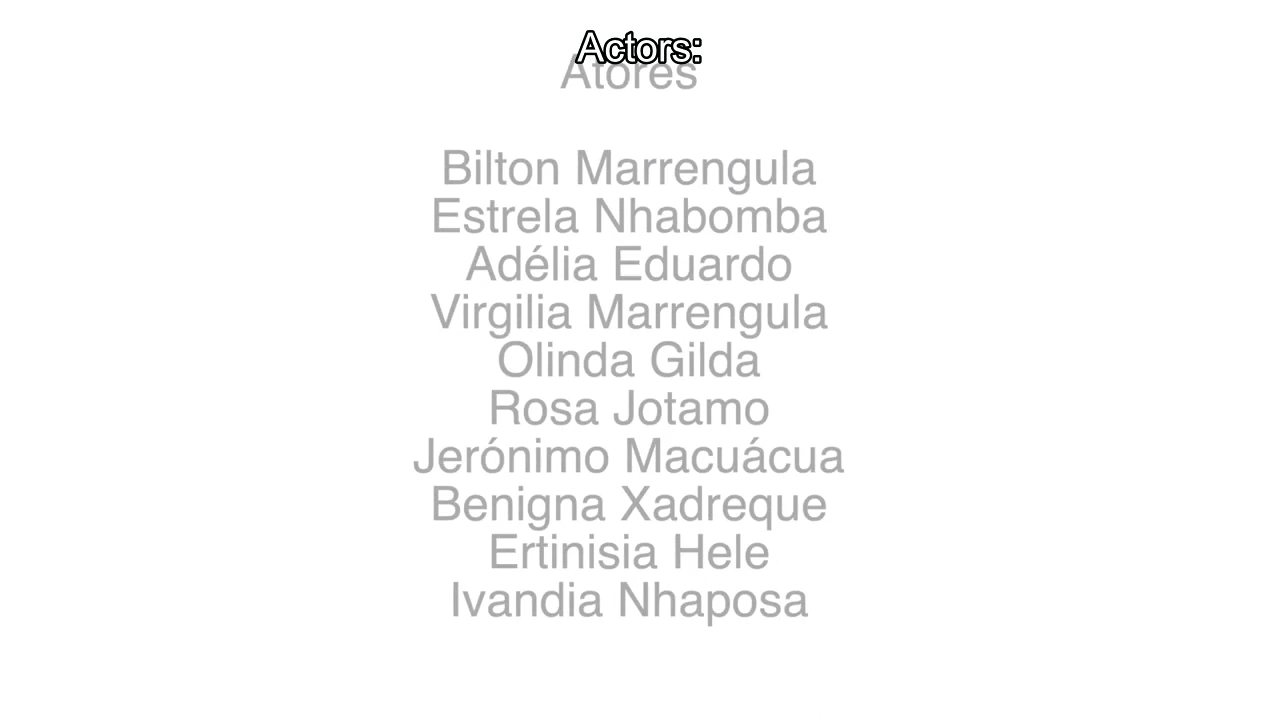 Actors:
Atores
Bilton Marrengula
Estrela Nhabomba
Adélia Eduardo
Virgilia Marrengula
Olinda Gilda
Rosa Jotamo
Jerónimo Macuácua
Benigna Xadreque
Ertinisia Hele
Ivandia Nhaposa